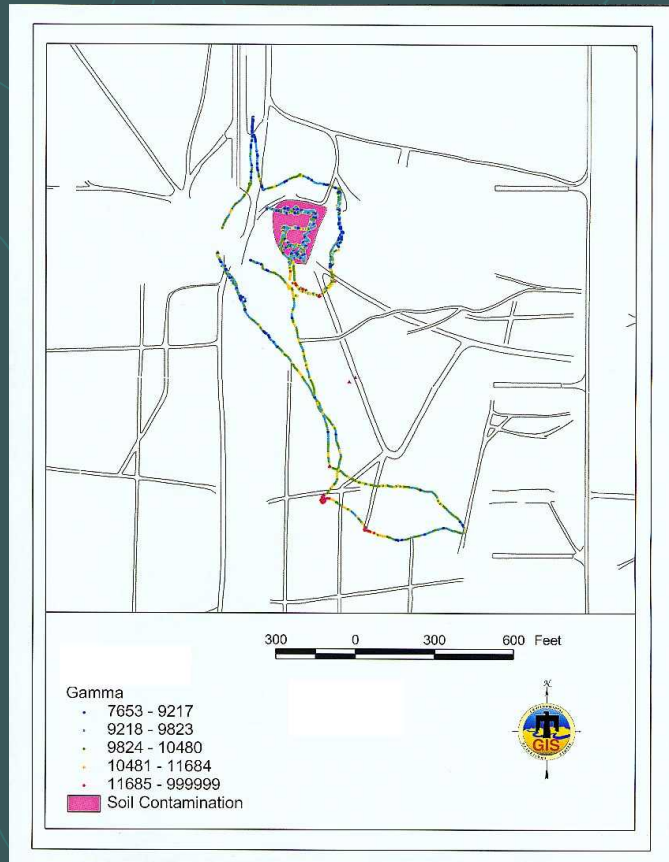 300 0 300 600 Feet
Gamma
7653 - 9217
9218 - 9823
9824 - 10480
10481 - 11684
11685 - 999999
Soil Contamination
N
GIS